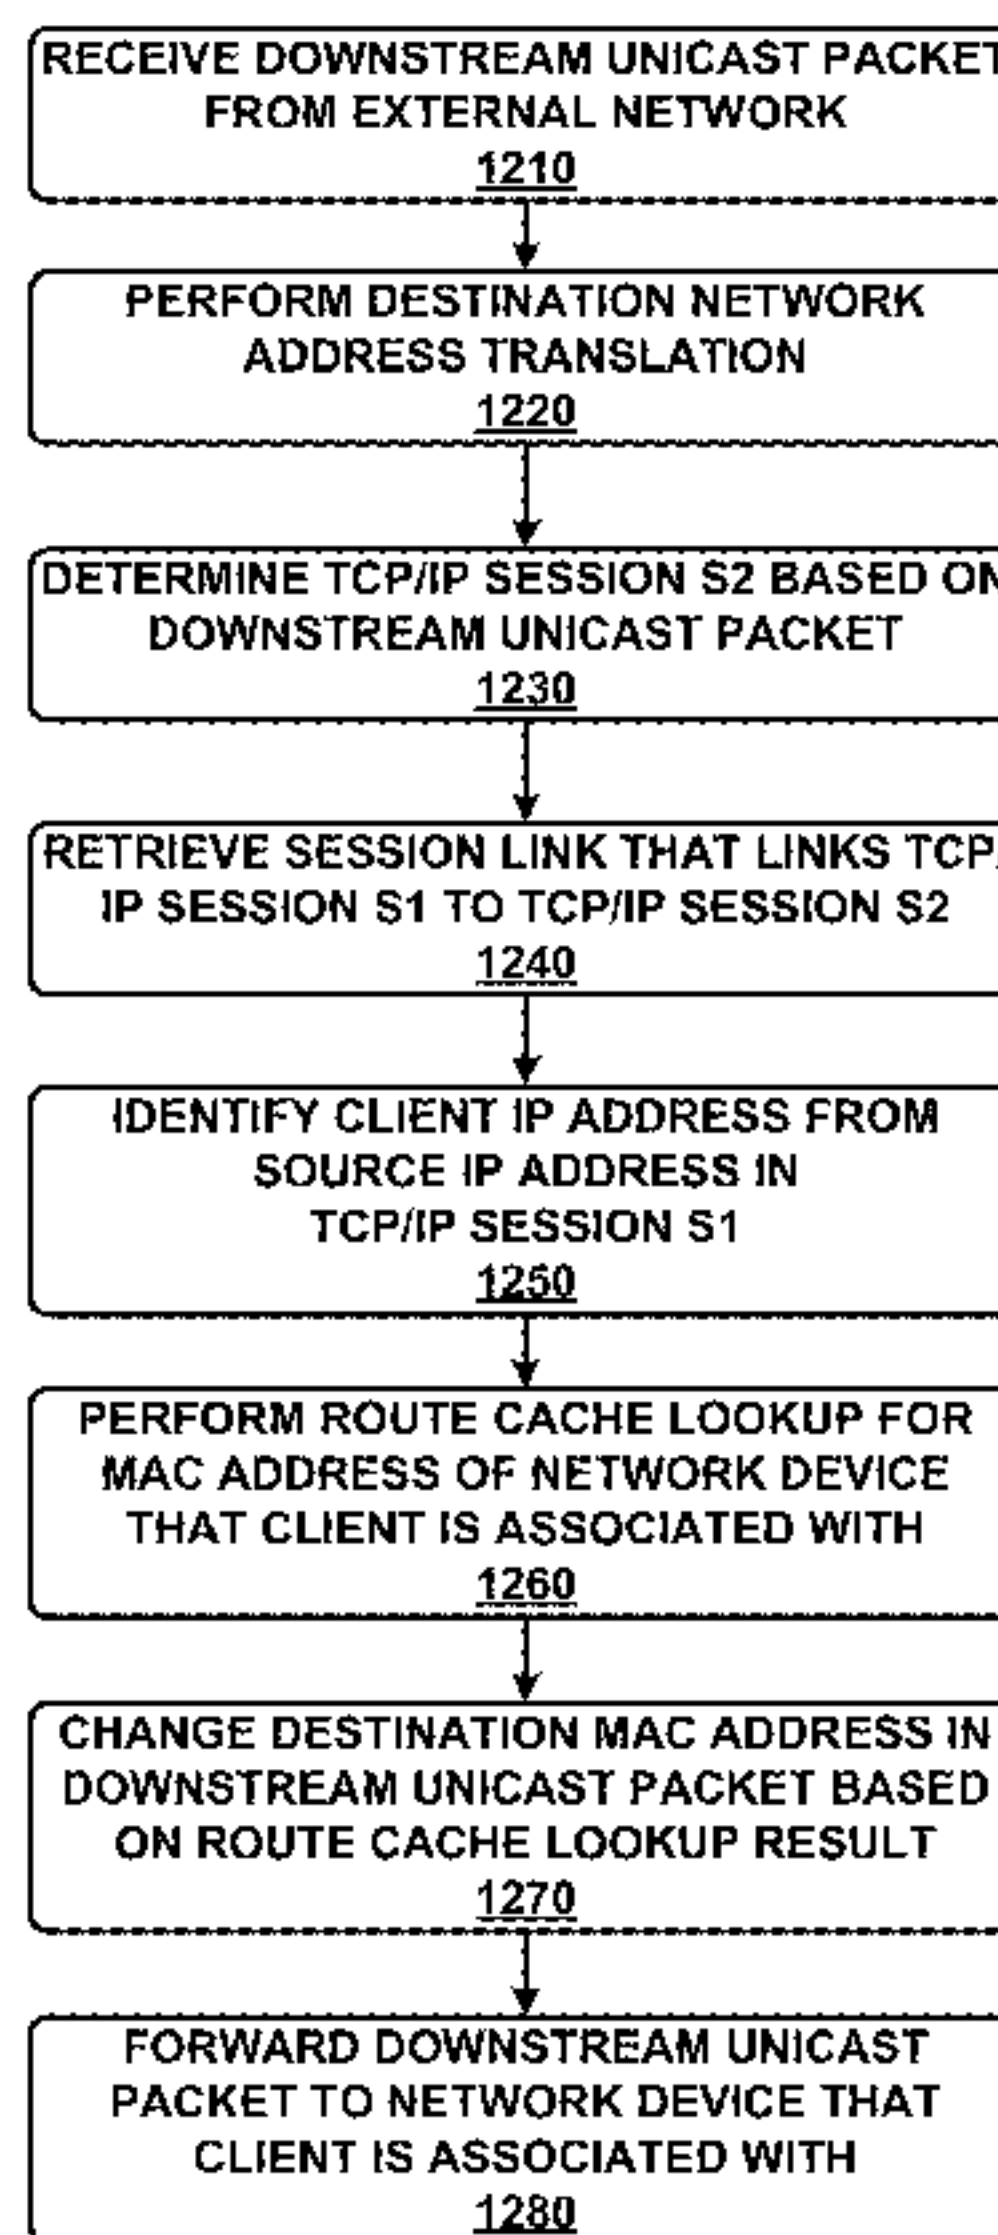 RECEIVE DOWNSTREAM UNICAST PACKET
FROM EXTERNAL NETWORK
1210
PERFORM DESTINATION NETWORK
ADDRESS TRANSLATION
1220
DETERMINE TCP/IP SESSION S2 BASED ON
DOWNSTREAM UNICAST PACKET
1230
RETRIEVE SESSION LINK THAT LINKS TCP/
IP SESSION S1 TO TCP/IP SESSION S2
1240
IDENTIFY CLIENT IP ADDRESS FROM
SOURCE IP ADDRESS IN
TCP/IP SESSION S1
1250
PERFORM ROUTE CACHE LOOKUP FOR
MAC ADDRESS OF NETWORK DEVICE
THAT CLIENT IS ASSOCIATED WITH
1260
CHANGE DESTINATION MAC ADDRESS IN
DOWNSTREAM UNICAST PACKET BASED
ON ROUTE CACHE LOOKUP RESULT
1270
FORWARD DOWNSTREAM UNICAST
PACKET TO NETWORK DEVICE THAT
CLIENT IS ASSOCIATED WITH
1280